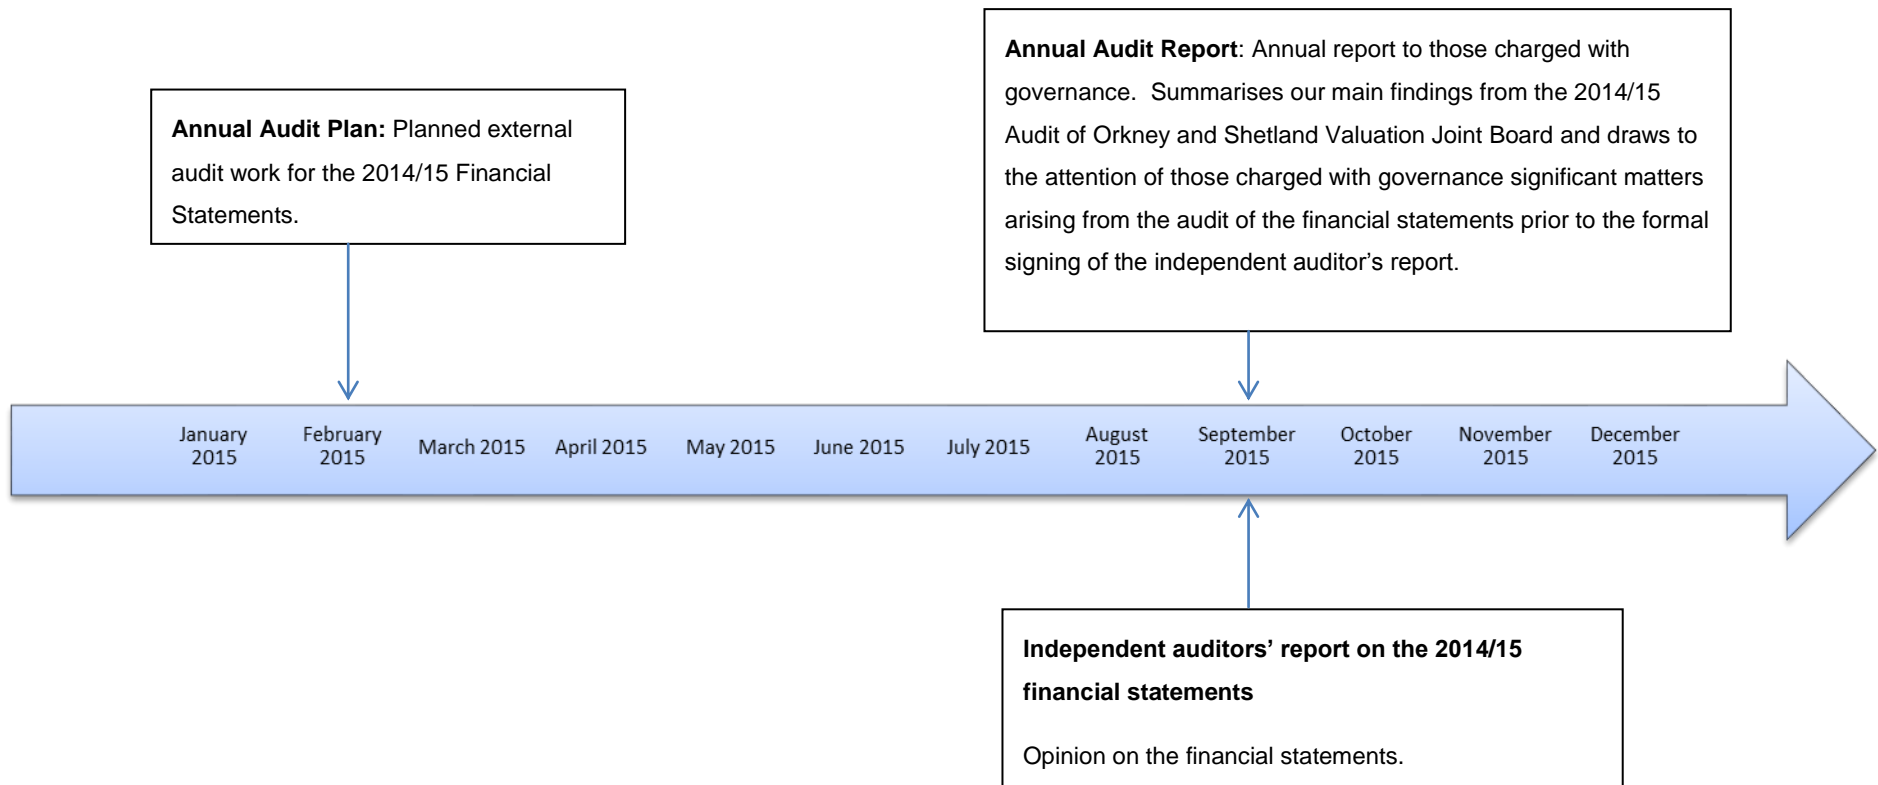 Annual Audit Plan: Planned external
audit work for the 2014/15 Financial
Statements.
Annual Audit Report: Annual report to those charged with
governance.  Summarises our main findings from the 2014/15
Audit of Orkney and Shetland Valuation Joint Board and draws to
the attention of those charged with governance significant matters
arising from the audit of the financial statements prior to the formal
signing of the independent auditor’s report.
January
2015
February
2015
March 2015
April 2015
May 2015
June 2015
July 2015
August
2015
September
2015
October
2015
November
2015
December
2015
Independent auditors’ report on the 2014/15
financial statements
Opinion on the financial statements.